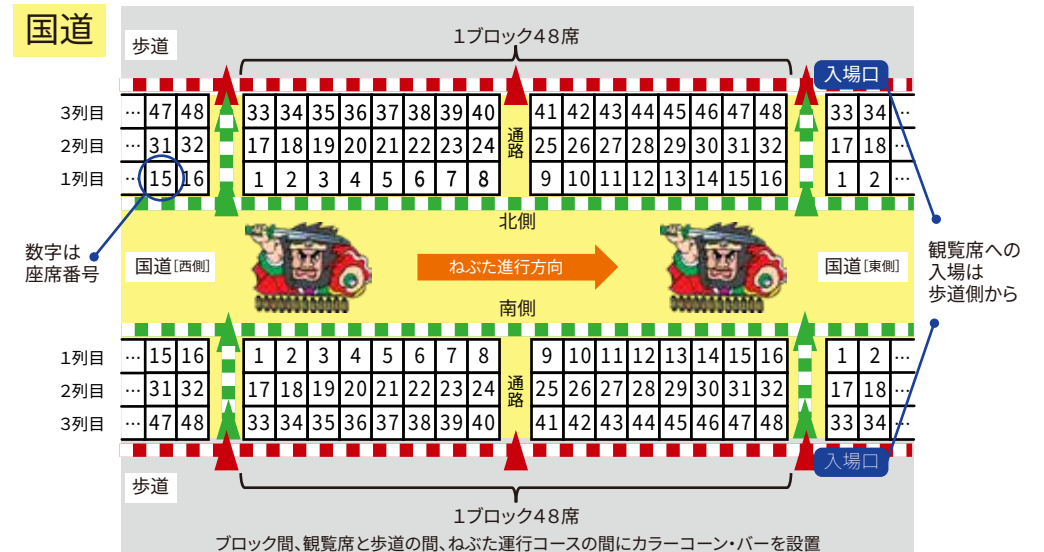 国道
歩道
1ブロック48席
入場口
3列目 … 47 48 33 34 35 36 37 38 39 40 41 42 43 44 45 46 47 48 33 34 …
2列目 … 31 32 17 18 19 20 21 22 23 24 通路 25 26 27 28 29 30 31 32 17 18 …
1列目 … 15 16 1 2 3 4 5 6 7 8 9 10 11 12 13 14 15 16 1 2 …
北側
数字は
座席番号
国道[西側]
ねぶた進行方向
国道[東側]
観覧席への
入場は
歩道側から
南側
1列目 … 15 16 1 2 3 4 5 6 7 8 9 10 11 12 13 14 15 16 1 2 …
2列目 … 31 32 17 18 19 20 21 22 23 24 通路 25 26 27 28 29 30 31 32 17 18 …
3列目 … 47 48 33 34 35 36 37 38 39 40 41 42 43 44 45 46 47 48 33 34 …
入場口
歩道
1ブロック48席
ブロック間、観覧席と歩道の間、ねぶた運行コースの間にカラーコーン・バーを設置